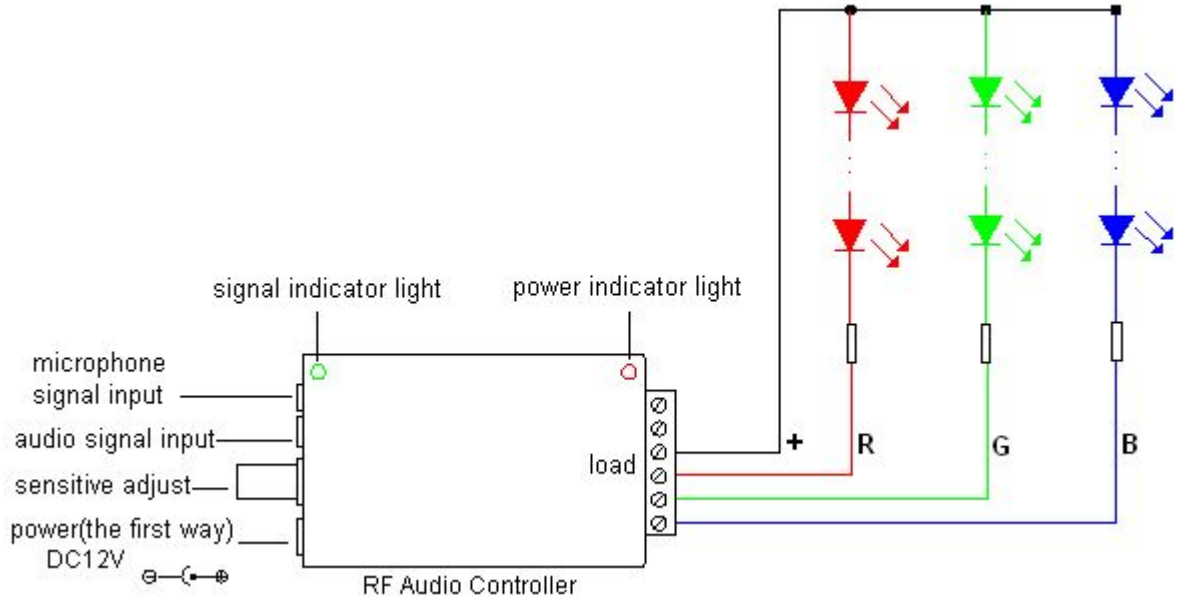 signal indicator light
power indicator light
microphone
signal input
audio signal input
sensitive adjust
power(the first way)
DC12V
load
+
R
G
B
RF Audio Controller